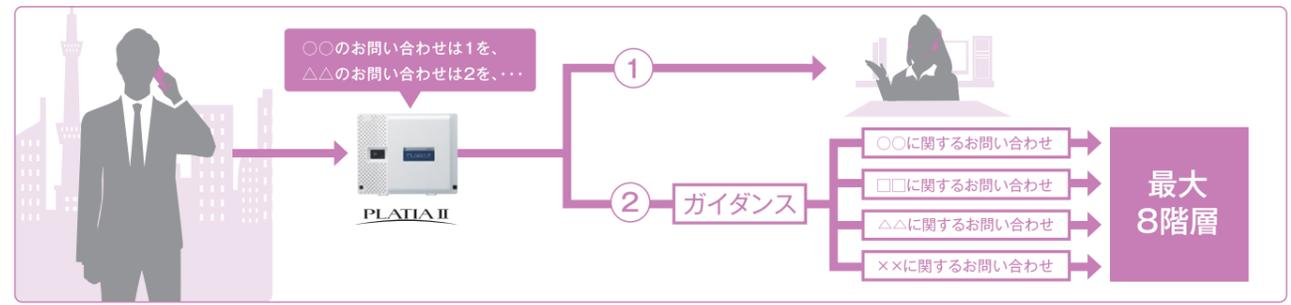 ○○のお問い合わせは1を、
△△のお問い合わせは2を、･･･
PLATIA II
1
2
ガイダンス
○○に関するお問い合わせ
□□に関するお問い合わせ
△△に関するお問い合わせ
××に関するお問い合わせ
最大
8階層